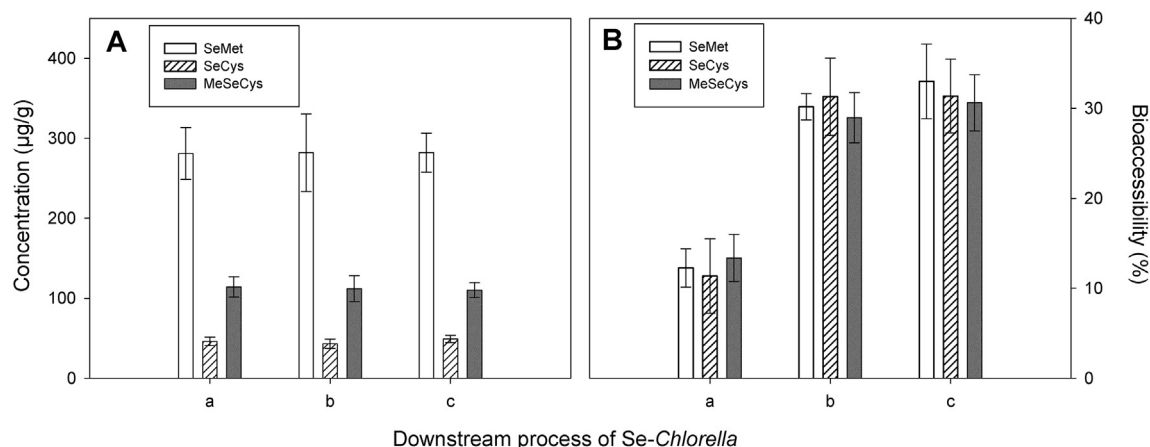 A
SeMet
SeCys
MeSeCys
B
SeMet
SeCys
MeSeCys
Concentration (µg/g)
400
300
200
100
0
a b c
a b c
40
30
20
10
0
Bioaccessibility (%)
Downstream process of Se-Chlorella